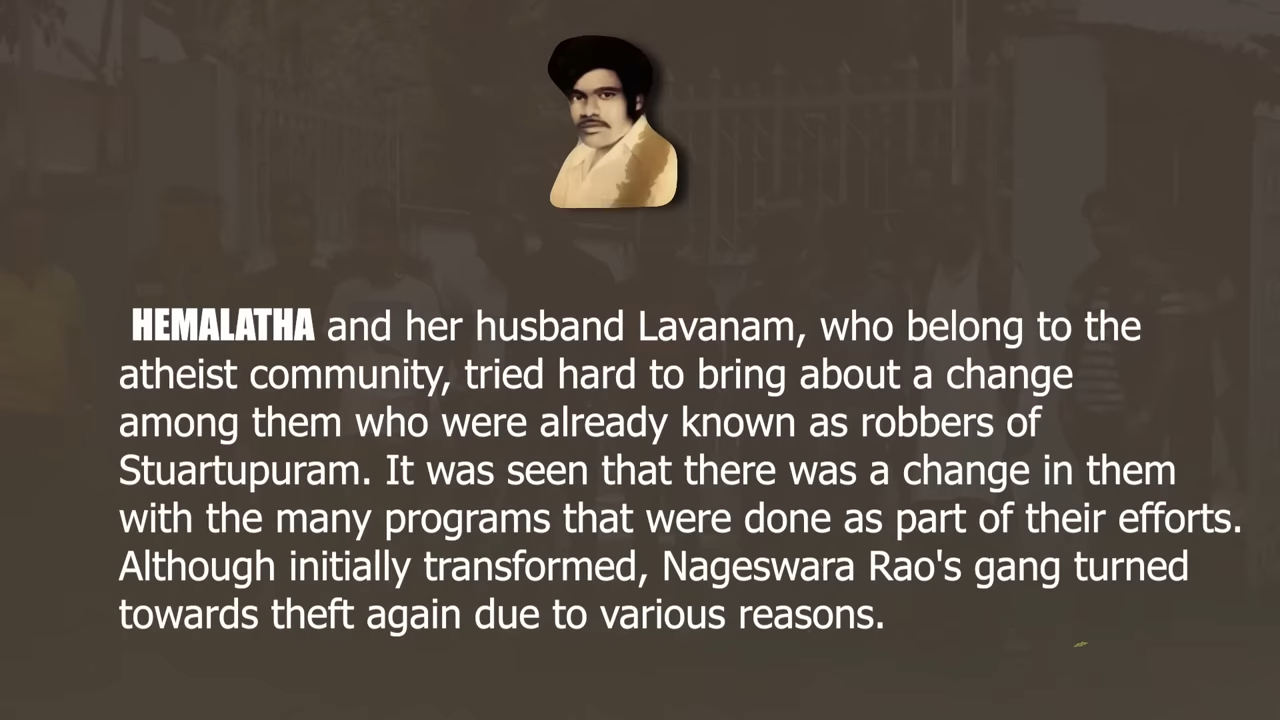 HEMALATHA and her husband Lavanam, who belong to the
atheist community, tried hard to bring about a change
among them who were already known as robbers of
Stuartupuram. It was seen that there was a change in them
with the many programs that were done as part of their efforts.
Although initially transformed, Nageswara Rao's gang turned
towards theft again due to various reasons.